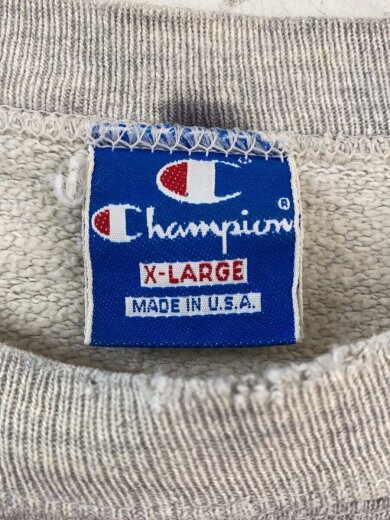 Champion®
X-LARGE
MADE IN U.S.A.